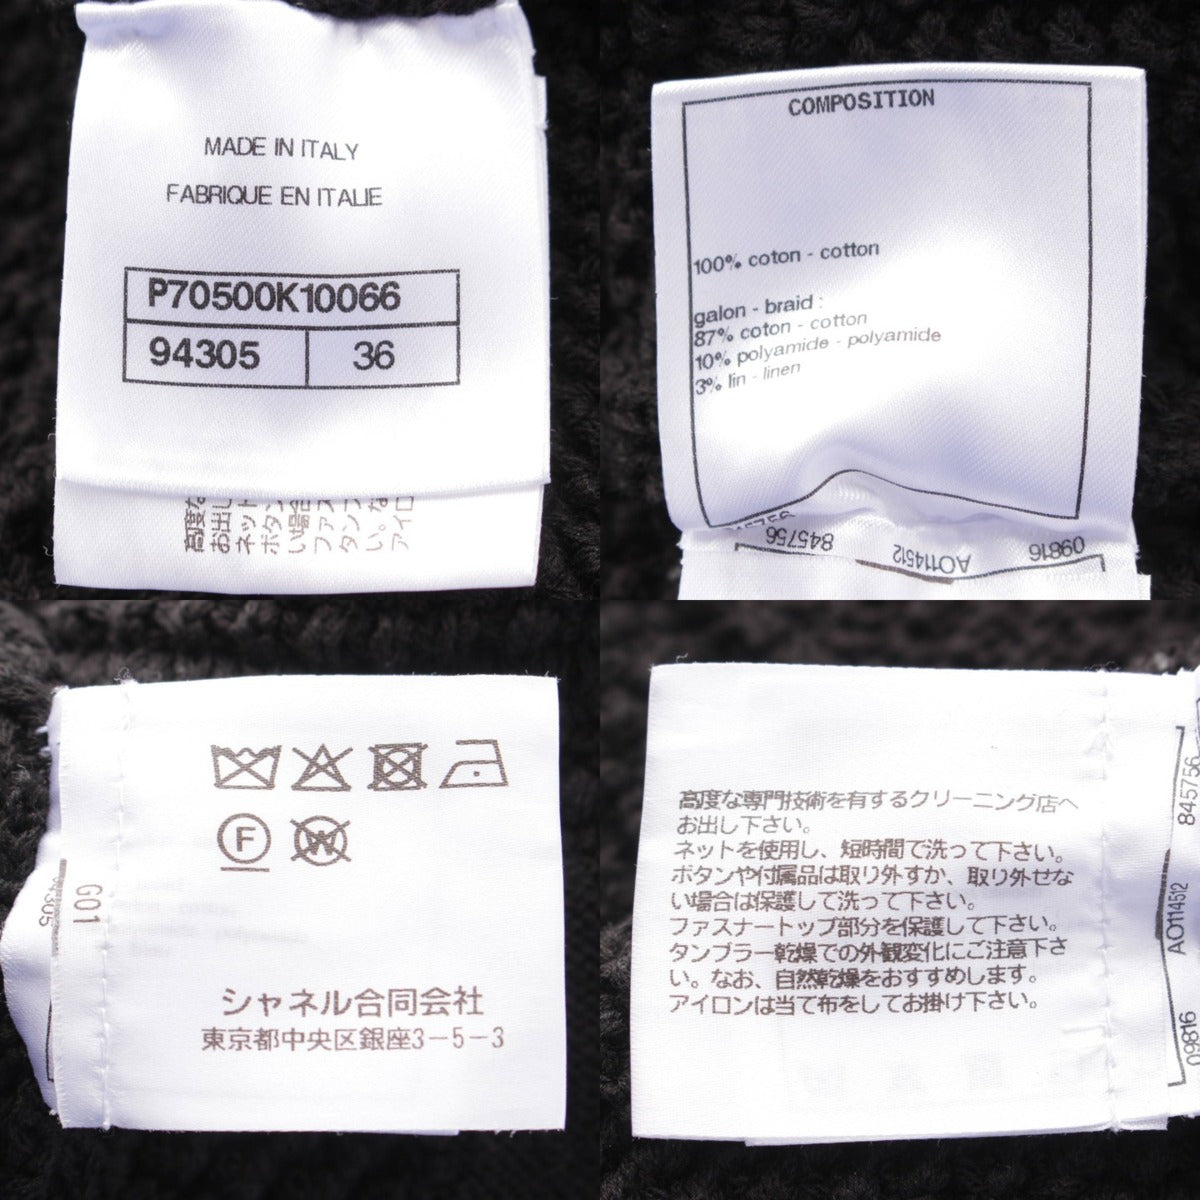 MADE IN ITALY
FABRIQUE EN ITALIE
P70500K10066
94305 36
COMPOSITION
100% coton - cotton
galon - braid :
87% coton - cotton
10% polyamide - polyamide
3% lin - linen
845756 AO114512 09816
F W
G01
シャネル合同会社
東京都中央区銀座3-5-3
高度な専門技術を有するクリーニング店へ
お出し下さい。
ネットを使用し、短時間で洗って下さい。
ボタンや付属品は取り外すか、取り外せな
い場合は保護して洗って下さい。
ファスナートップ部分を保護して下さい。
タンブラー乾燥での外観変化にご注意下さ
い。なお、自然乾燥をおすすめします。
アイロンは当て布をしてお掛け下さい。
845756
AO114512
09816